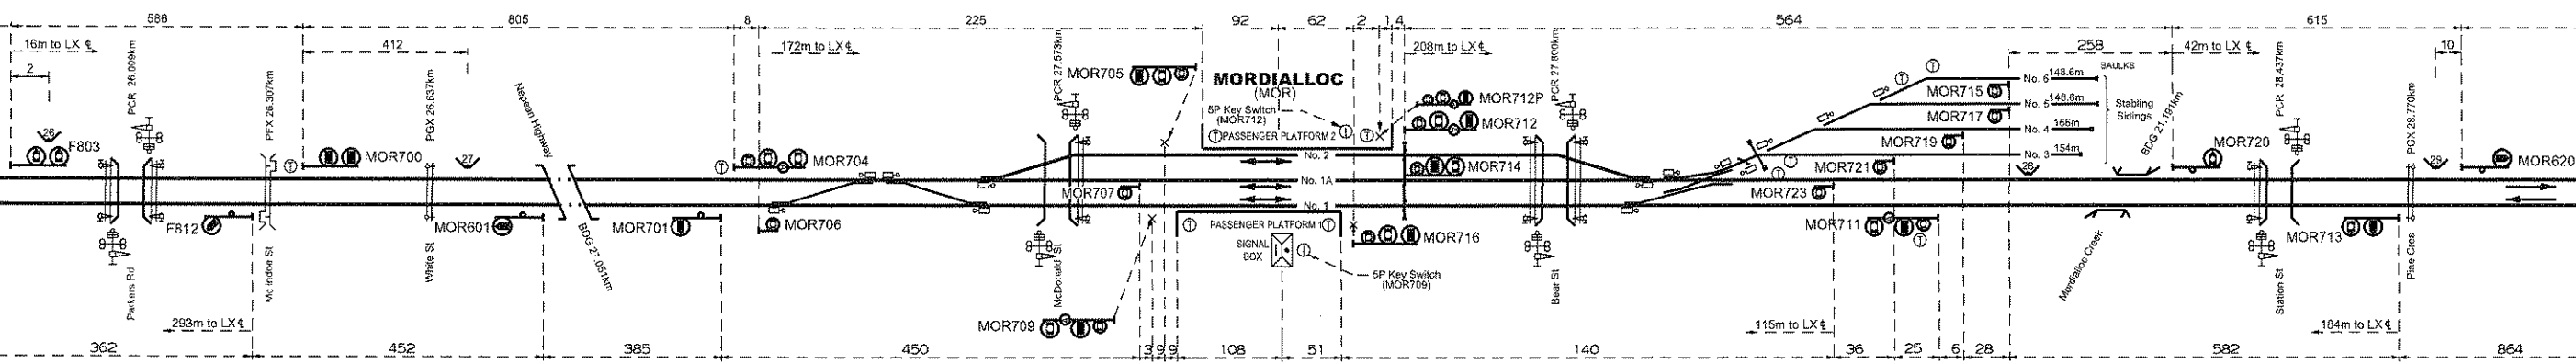 586
805
8
225
92
62
2
1
4
564
615
16m to LX ℄
412
172m to LX ℄
208m to LX ℄
258
42m to LX ℄
10
2
PCR 26.009km
PFX 26.307km
PGX 26.637km
Nepean Highway
PCR 27.573km
MOR705
MORDIALLOC
(MOR)
5P Key Switch
(MOR712)
MOR712P
MOR712
PCR 27.800km
MOR715
MOR717
MOR719
MOR721
MOR723
No. 6 148.6m
No. 5 148.6m
No. 4 166m
No. 3 154m
BAULKS
Stabling
Sidings
BDG 21.191km
PCR 28.437km
PGX 28.770km
26
F803
MOR700
27
MOR704
PASSENGER PLATFORM 2
No. 2
MOR714
28
MOR720
29
MOR620
MOR707
No. 1A
No. 1
F812
MOR601
MOR701
MOR706
PASSENGER PLATFORM 1
SIGNAL
BOX
MOR716
MOR711
MOR713
5P Key Switch
(MOR709)
Parkers Rd
Mc Indoe St
White St
BDG 27.051km
McDonald St
Bear St
Mordialloc Creek
Station St
Pine Cres
MOR709
293m to LX ℄
115m to LX ℄
184m to LX ℄
362
452
385
450
3
9
9
108
51
140
36
25
6
28
582
864